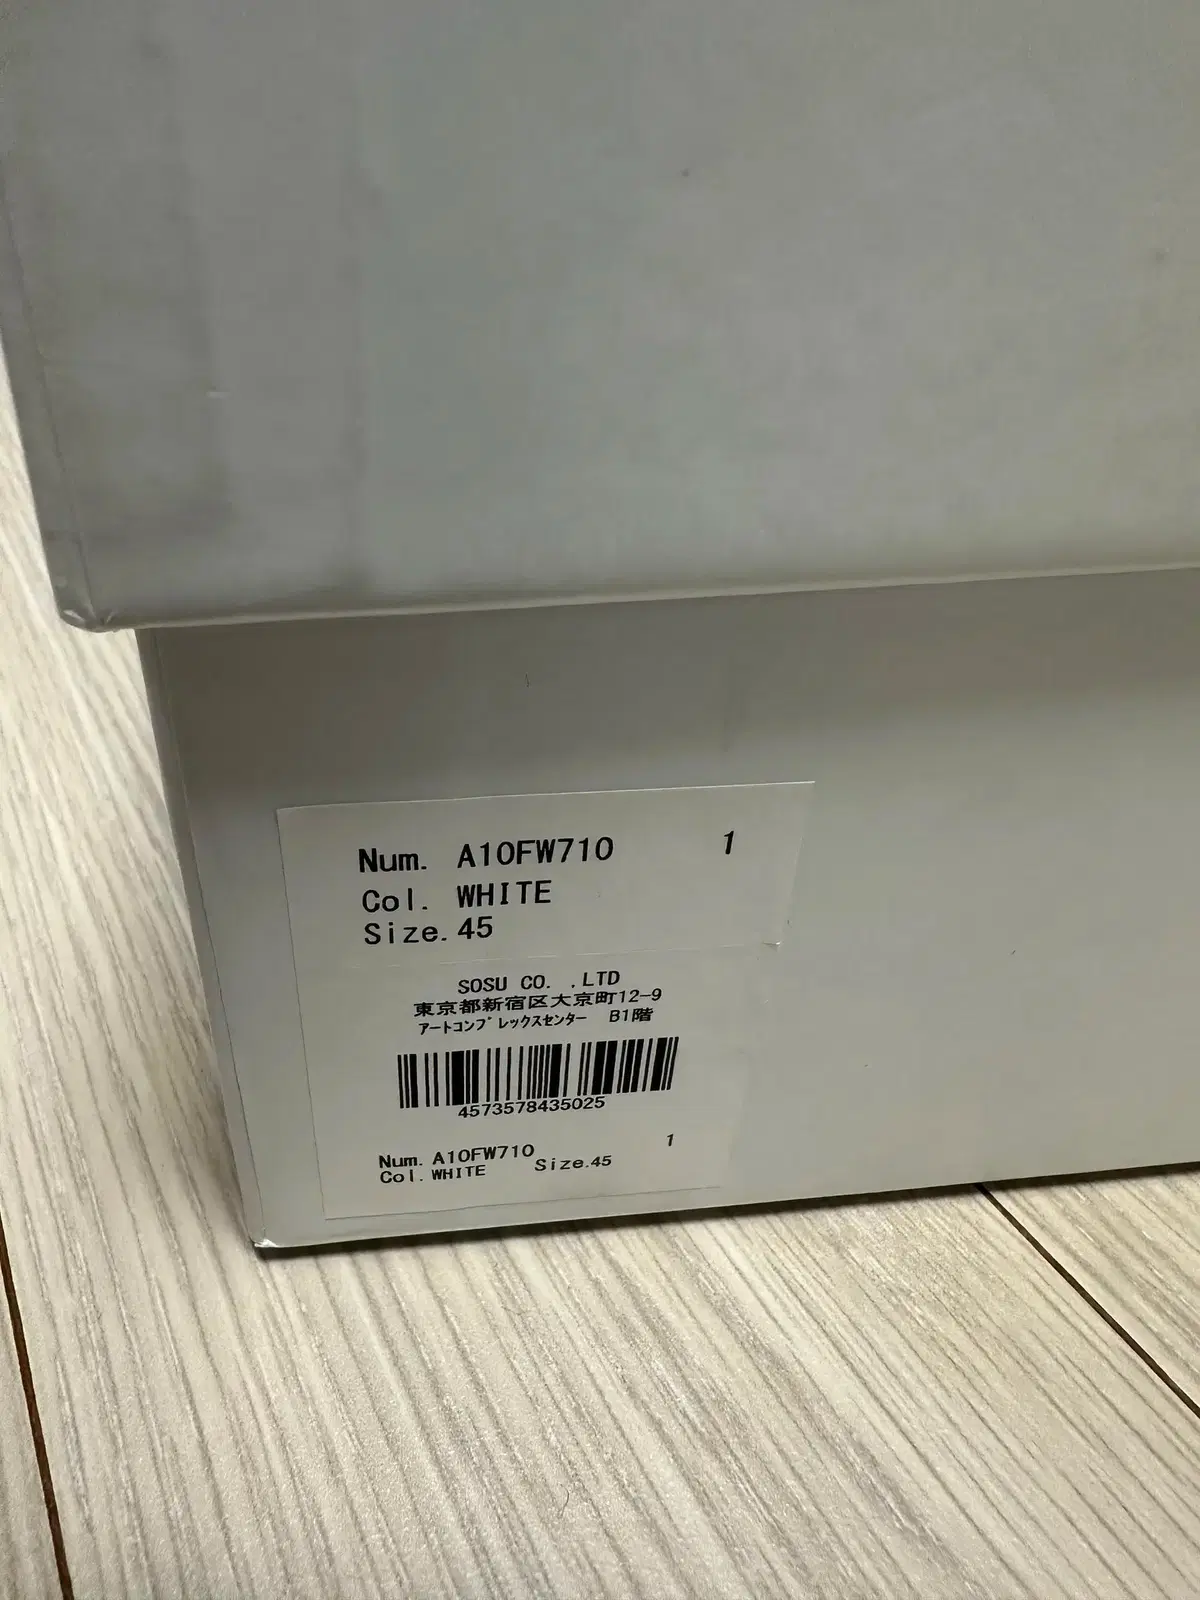 Num. A10FW710 1
Col. WHITE
Size. 45
SOSU CO. ,LTD
東京都新宿区大京町12-9
ｱｰﾄｺﾝﾌﾟﾚｯｸｽｾﾝﾀｰ B1階
4573578435025
Num. A10FW710 1
Col. WHITE Size.45